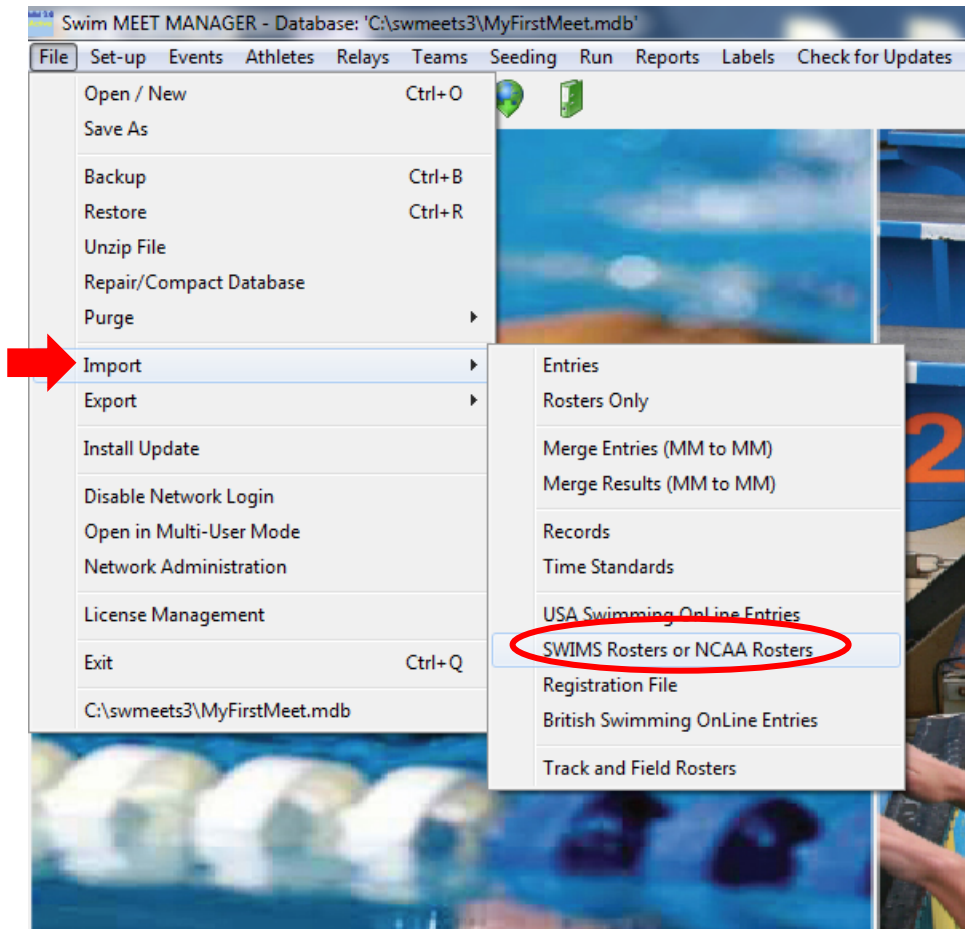 Swim MEET MANAGER - Database: 'C:\swmeets3\MyFirstMeet.mdb'
File Set-up Events Athletes Relays Teams Seeding Run Reports Labels Check for Updates
Open / New Ctrl+O
Save As
Backup Ctrl+B
Restore Ctrl+R
Unzip File
Repair/Compact Database
Purge
Import
Export
Install Update
Disable Network Login
Open in Multi-User Mode
Network Administration
License Management
Exit Ctrl+Q
C:\swmeets3\MyFirstMeet.mdb
Entries
Rosters Only
Merge Entries (MM to MM)
Merge Results (MM to MM)
Records
Time Standards
USA Swimming OnLine Entries
SWIMS Rosters or NCAA Rosters
Registration File
British Swimming OnLine Entries
Track and Field Rosters
2